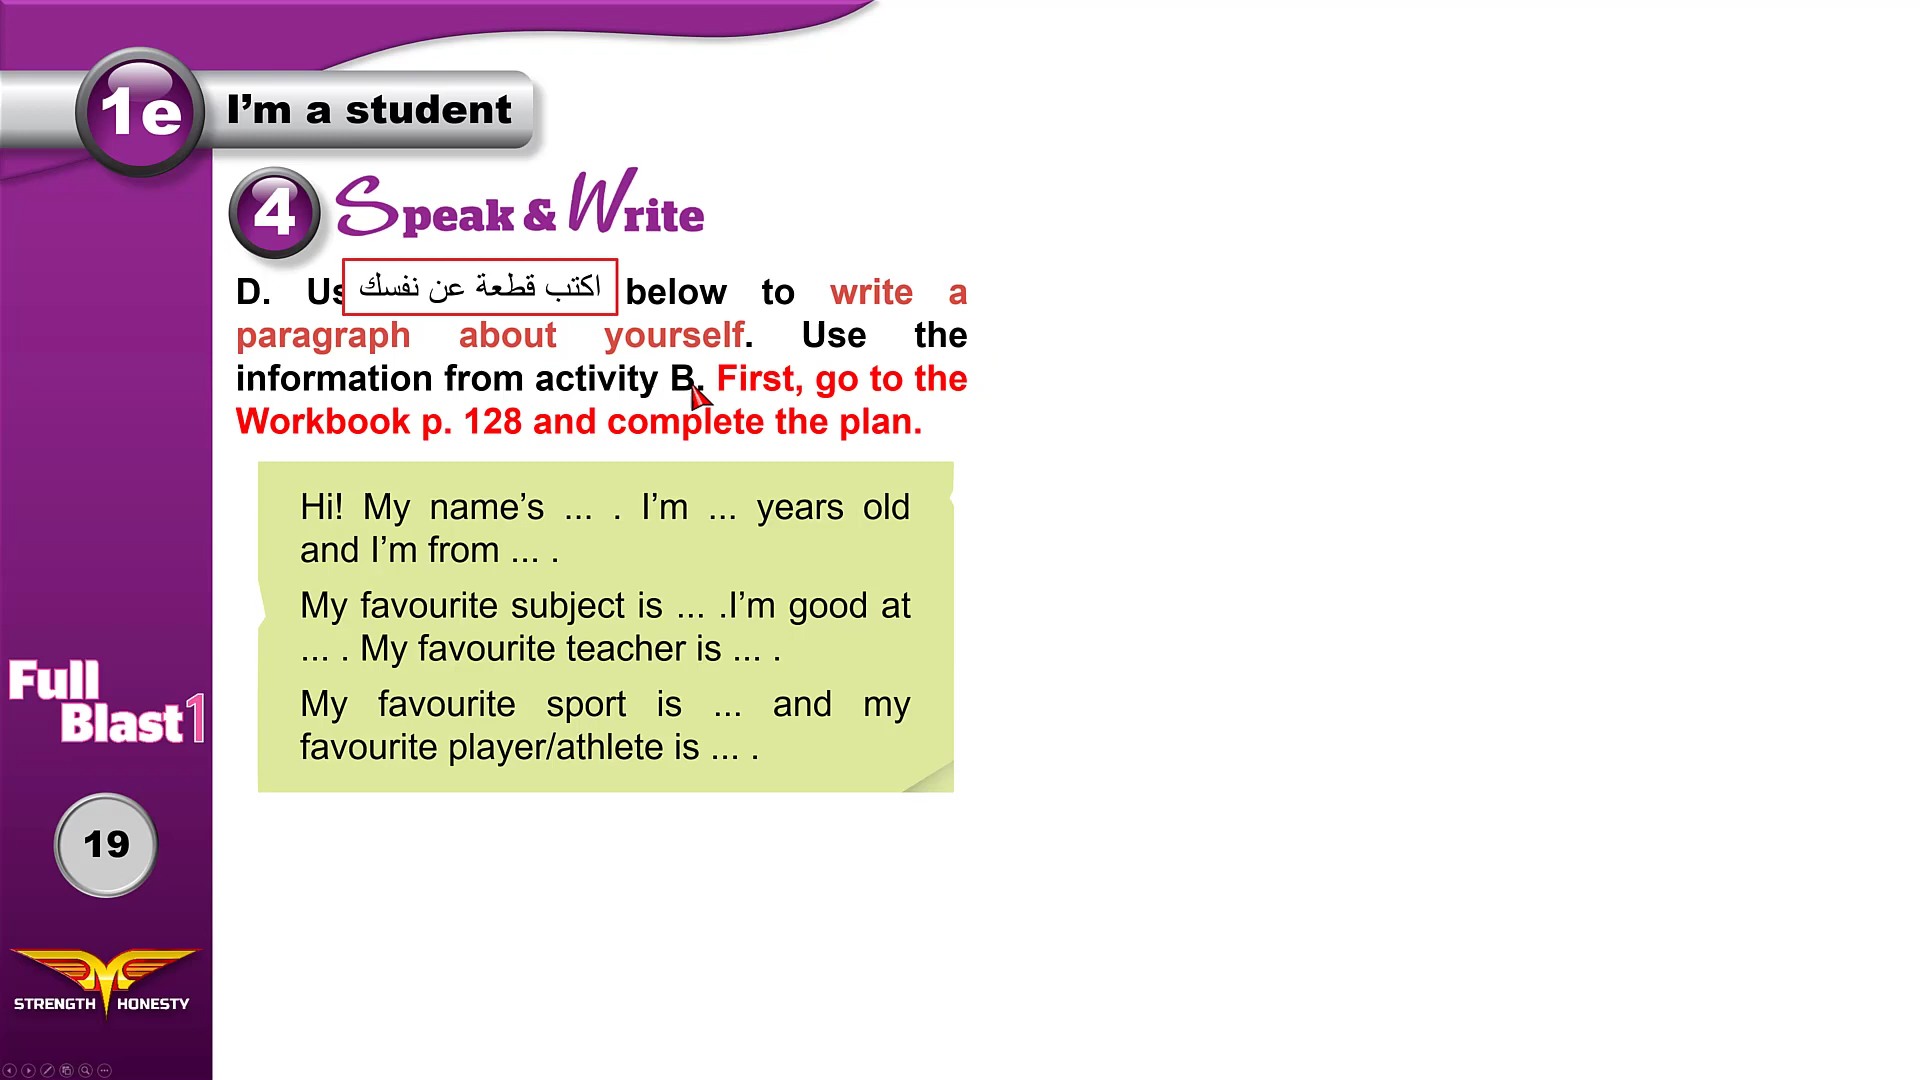 1e
I'm a student
4 Speak & Write
اكتب قطعة عن نفسك
D. Us below to write a
paragraph about yourself. Use the
information from activity B. First, go to the
Workbook p. 128 and complete the plan.
Hi! My name's ... . I'm ... years old
and I'm from ... .
My favourite subject is ... .I'm good at
... . My favourite teacher is ... .
My favourite sport is ... and my
favourite player/athlete is ... .
Full
Blast 1
19
STRENGTH HONESTY